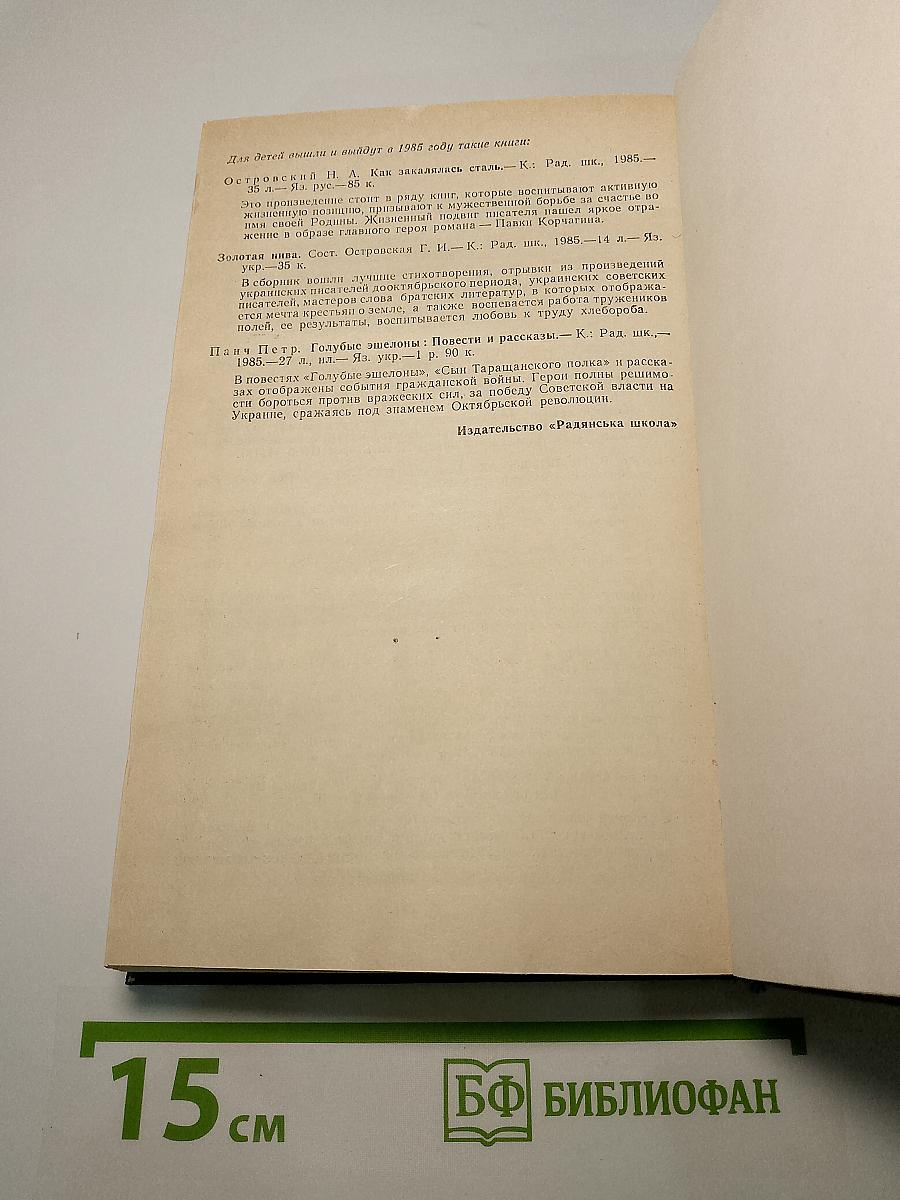 Для детей вышли и выйдут в 1985 году такие книги:
Островский Н. А. Как закалялась сталь.— К.: Рад. шк., 1985.—
35 л.— Яз. рус.—85 к.
Это произведение стоит в ряду книг, которые воспитывают активную
жизненную позицию, призывают к мужественной борьбе за счастье во
имя своей Родины. Жизненный подвиг писателя нашел яркое отра-
жение в образе главного героя романа — Павки Корчагина.
Золотая нива. Сост. Островская Г. И.— К.: Рад. шк., 1985.—14 л.— Яз.
укр.—35 к.
В сборник вошли лучшие стихотворения, отрывки из произведений
украинских писателей дооктябрьского периода, украинских советских
писателей, мастеров слова братских литератур, в которых отобража-
ется мечта крестьян о земле, а также воспевается работа тружеников
полей, ее результаты, воспитывается любовь к труду хлебороба.
Панч Петр. Голубые эшелоны: Повести и рассказы.— К.: Рад. шк.,—
1985.—27 л., ил.— Яз. укр.—1 р. 90 к.
В повестях «Голубые эшелоны», «Сын Таращанского полка» и расска-
зах отображены события гражданской войны. Герои полны решимо-
сти бороться против вражеских сил, за победу Советской власти на
Украине, сражаясь под знаменем Октябрьской революции.
Издательство «Радянська школа»
15 см
БФ БИБЛИОФАН